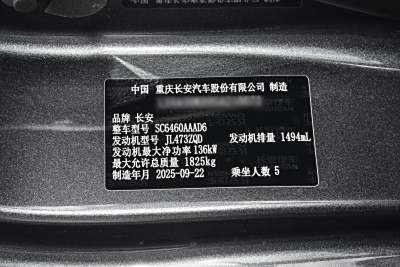 中国 重庆长安汽车股份有限公司 制造
品牌 长安
整车型号 SC6460AAAD6
发动机型号 JL473ZQD 发动机排量 1494mL
发动机最大净功率 136kW
最大允许总质量 1825kg
制造年月 2025-09-22 乘坐人数 5